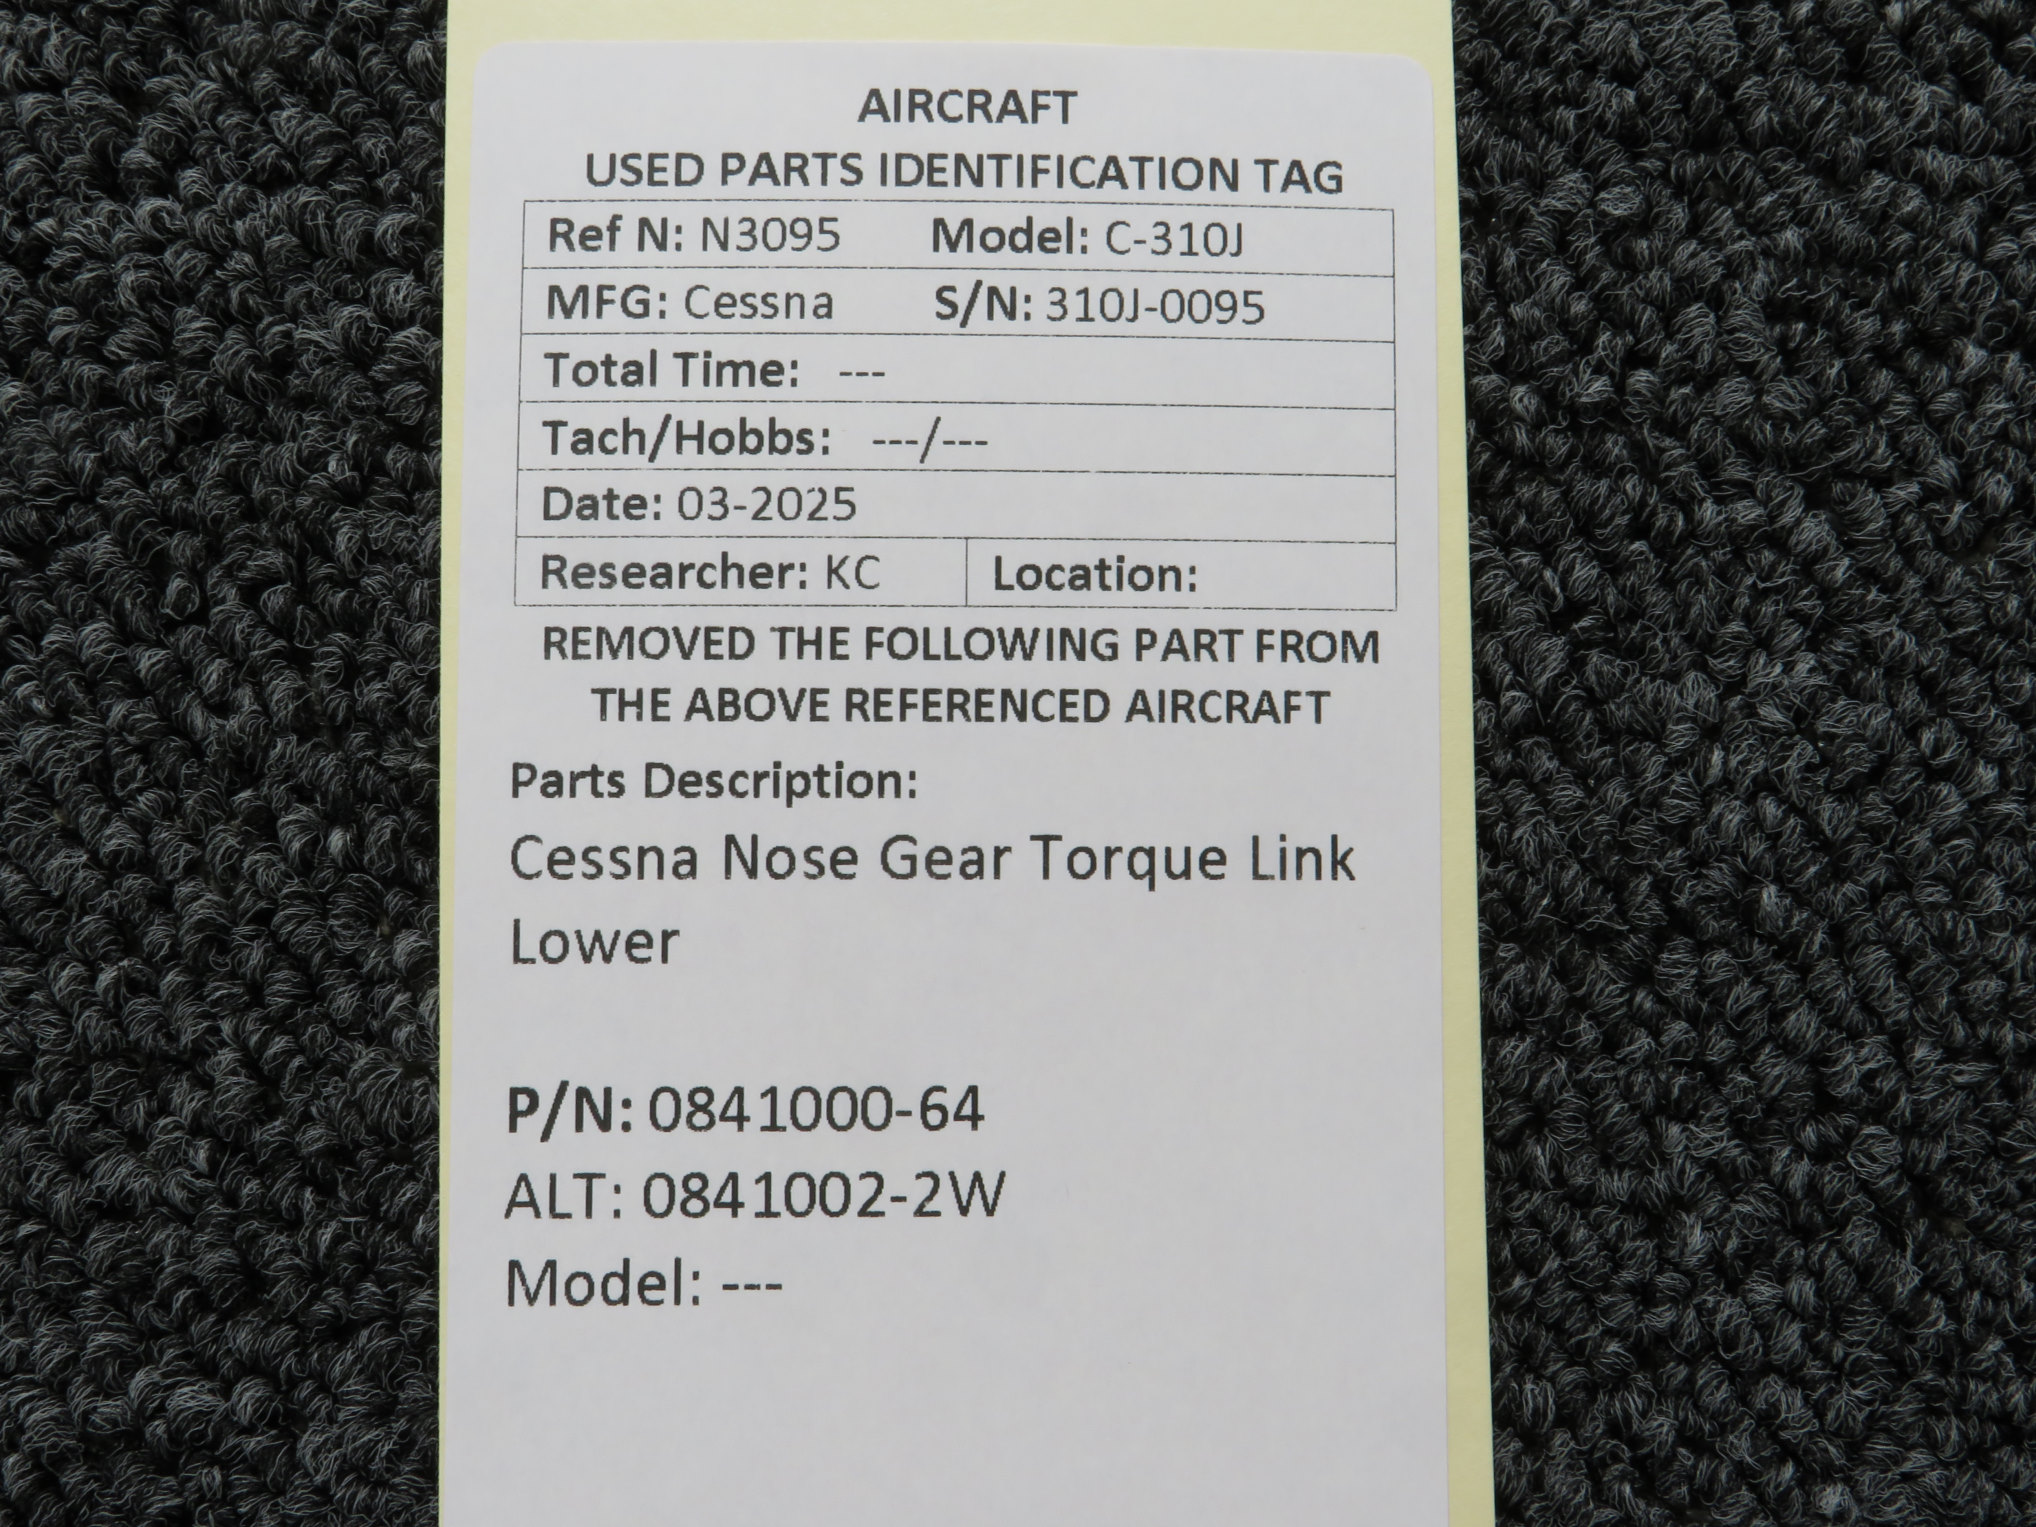 AIRCRAFT
USED PARTS IDENTIFICATION TAG
Ref N: N3095 Model: C-310J
MFG: Cessna S/N: 310J-0095
Total Time: ---
Tach/Hobbs: ---/---
Date: 03-2025
Researcher: KC Location:
REMOVED THE FOLLOWING PART FROM
THE ABOVE REFERENCED AIRCRAFT
Parts Description:
Cessna Nose Gear Torque Link
Lower
P/N: 0841000-64
ALT: 0841002-2W
Model: ---